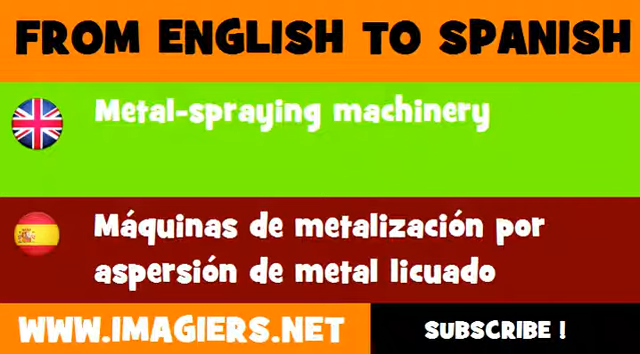 FROM ENGLISH TO SPANISH
Metal-spraying machinery
Máquinas de metalización por
aspersión de metal licuado
WWW.IMAGIERS.NET
SUBSCRIBE !